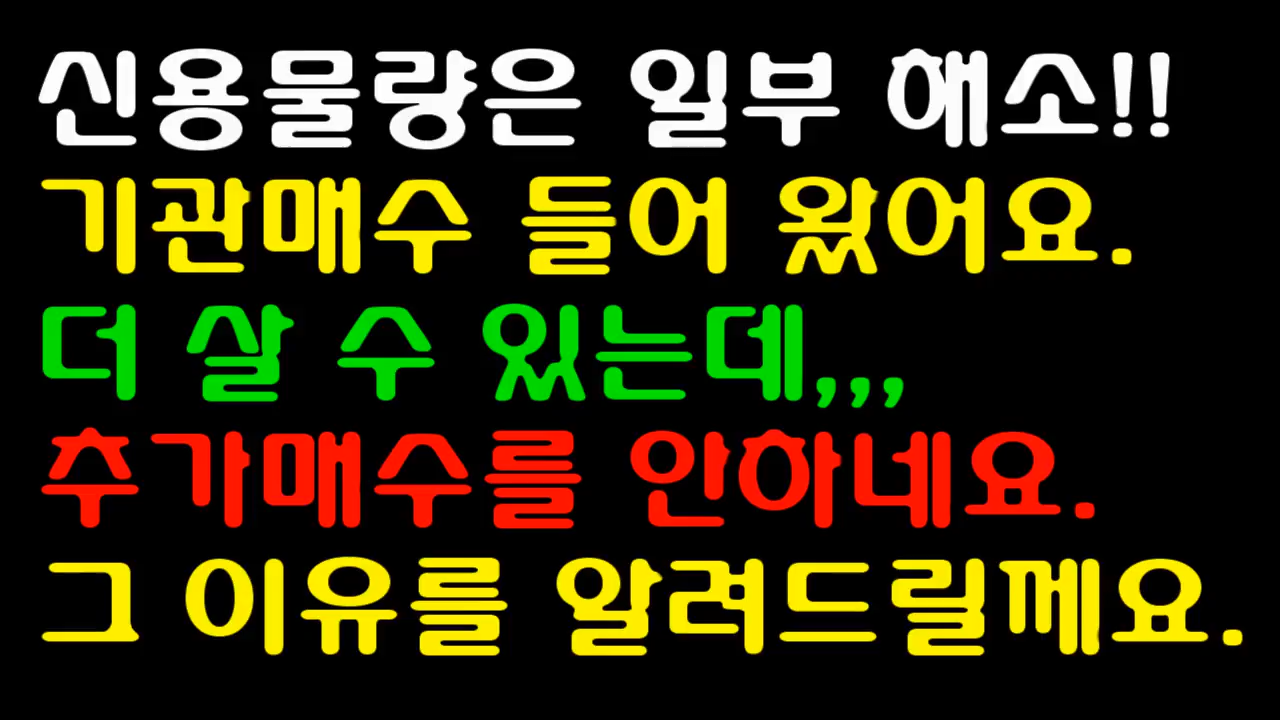 신용물량은 일부 해소!!
기관매수 들어 왔어요.
더 살 수 있는데,,,
추가매수를 안하네요.
그 이유를 알려드릴께요.